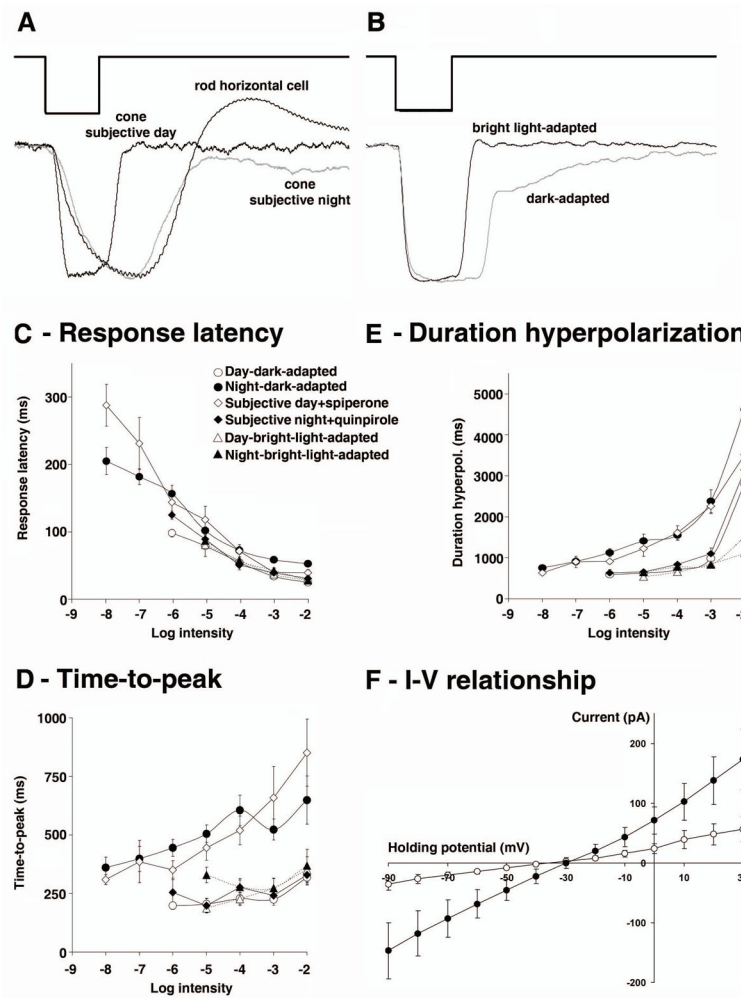 A
B
rod horizontal cell
cone
subjective day
cone
subjective night
bright light-adapted
dark-adapted
C - Response latency
Response latency (ms)
300
200
100
0
-9 -8 -7 -6 -5 -4 -3 -2
Log intensity
Day-dark-adapted
Night-dark-adapted
Subjective day+spiperone
Subjective night+quinpirole
Day-bright-light-adapted
Night-bright-light-adapted
E - Duration hyperpolarization
Duration hyperpol. (ms)
5000
4000
3000
2000
1000
0
-9 -8 -7 -6 -5 -4 -3
Log intensity
D - Time-to-peak
Time-to-peak (ms)
1000
750
500
250
0
-9 -8 -7 -6 -5 -4 -3 -2
Log intensity
F - I-V relationship
Current (pA)
200
100
Holding potential (mV)
-90 -70 -50 -30 -10 10
-100
-200